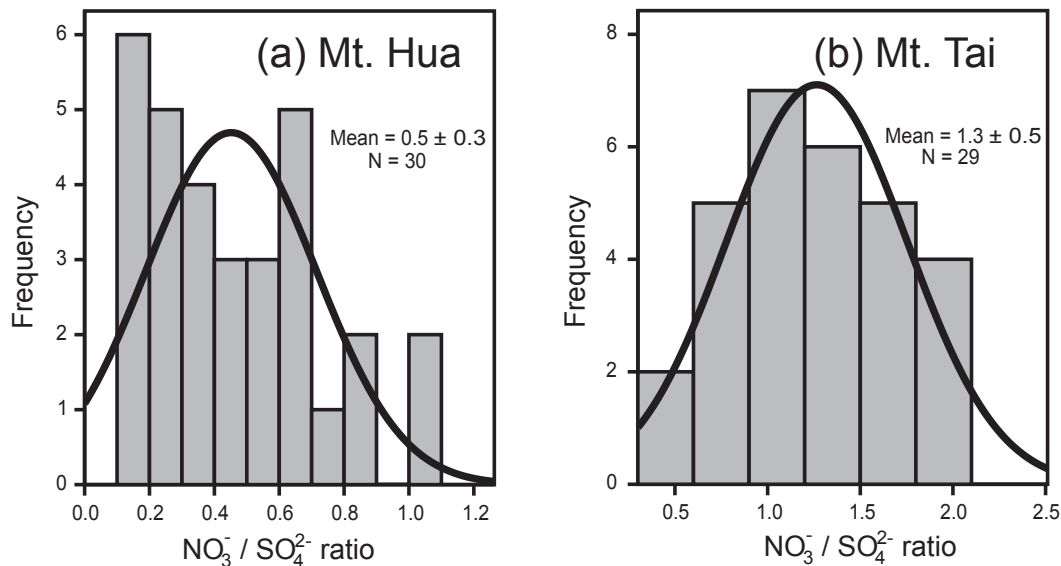 (a) Mt. Hua
Mean = 0.5 ± 0.3
N = 30
Frequency
6
5
4
3
2
1
0
0.0 0.2 0.4 0.6 0.8 1.0 1.2
NO₃⁻ / SO₄²⁻ ratio
(b) Mt. Tai
Mean = 1.3 ± 0.5
N = 29
Frequency
8
6
4
2
0
0.5 1.0 1.5 2.0 2.5
NO₃⁻ / SO₄²⁻ ratio